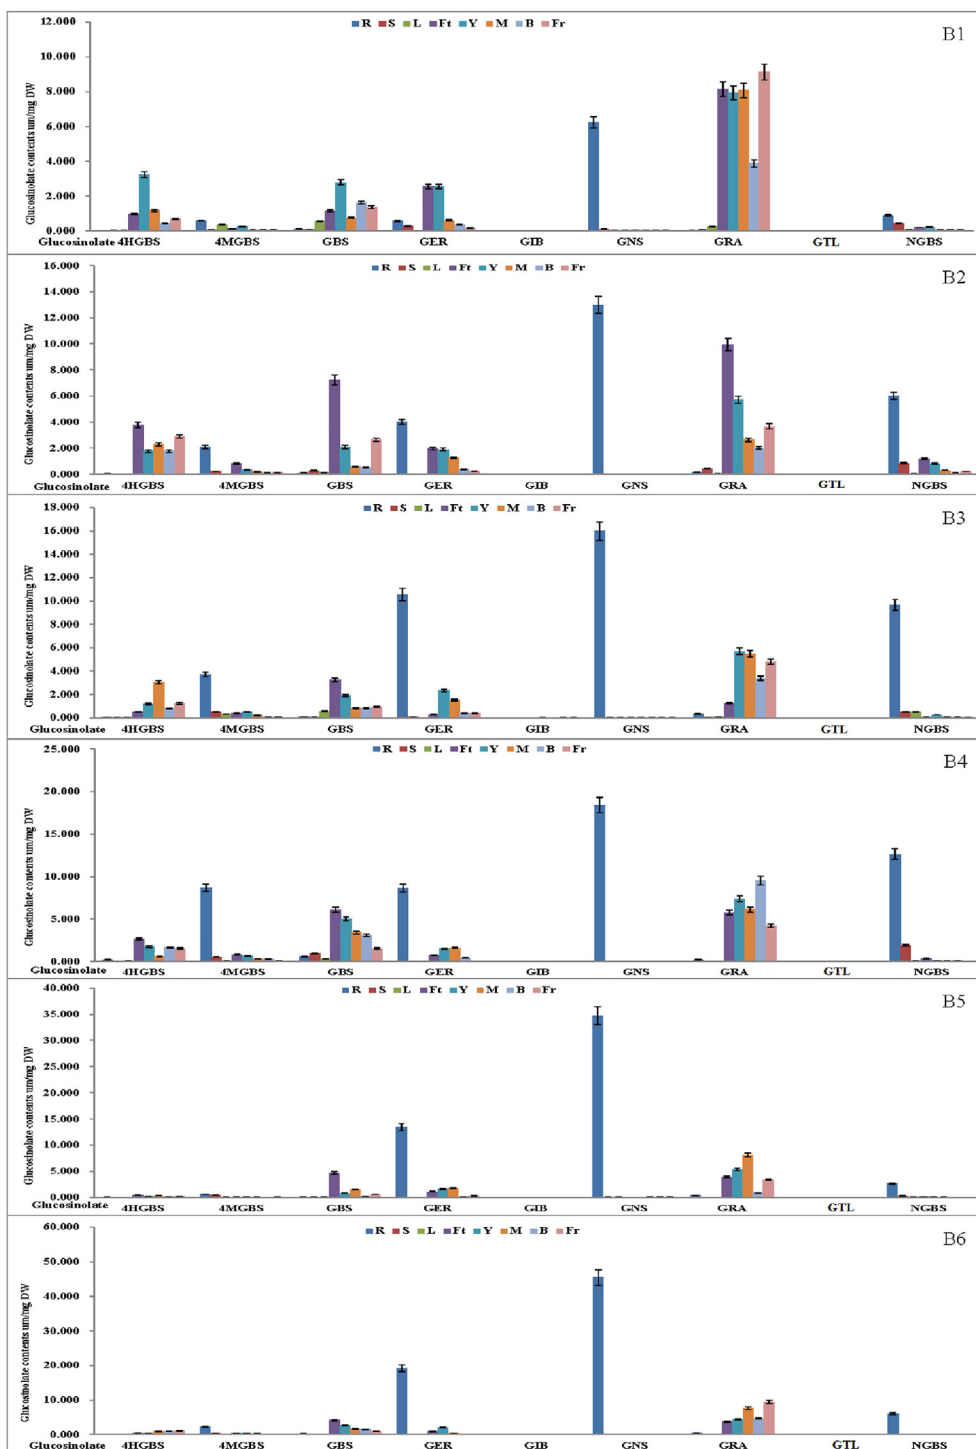 R S L Ft Y M B Fr
B1
Glucosinolate contents um/mg DW
12.000
10.000
8.000
6.000
4.000
2.000
0.000
Glucosinolate 4HGBS 4MGBS GBS GER GIB GNS GRA GTL NGBS
R S L Ft Y M B Fr
B2
Glucosinolate contents um/mg DW
16.000
14.000
12.000
10.000
8.000
6.000
4.000
2.000
0.000
Glucosinolate 4HGBS 4MGBS GBS GER GIB GNS GRA GTL NGBS
R S L Ft Y M B Fr
B3
Glucosinolate contents um/mg DW
18.000
16.000
14.000
12.000
10.000
8.000
6.000
4.000
2.000
0.000
Glucosinolate 4HGBS 4MGBS GBS GER GIB GNS GRA GTL NGBS
R S L Ft Y M B Fr
B4
Glucosinolate contents um/mg DW
25.000
20.000
15.000
10.000
5.000
0.000
Glucosinolate 4HGBS 4MGBS GBS GER GIB GNS GRA GTL NGBS
R S L Ft Y M B Fr
B5
Glucosinolate contents um/mg DW
40.000
35.000
30.000
25.000
20.000
15.000
10.000
5.000
0.000
Glucosinolate 4HGBS 4MGBS GBS GER GIB GNS GRA GTL NGBS
R S L Ft Y M B Fr
B6
Glucosinolate contents um/mg DW
60.000
50.000
40.000
30.000
20.000
10.000
0.000
Glucosinolate 4HGBS 4MGBS GBS GER GIB GNS GRA GTL NGBS